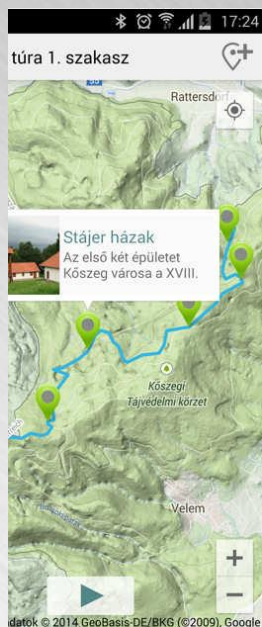 17:24
túra 1. szakasz
Rattersdorf
Stájer házak
Az első két épületet
Kőszeg városa a XVIII.
Kőszegi
Tájvédelmi körzet
Velem
+
−
datok © 2014 GeoBasis-DE/BKG (©2009), Google